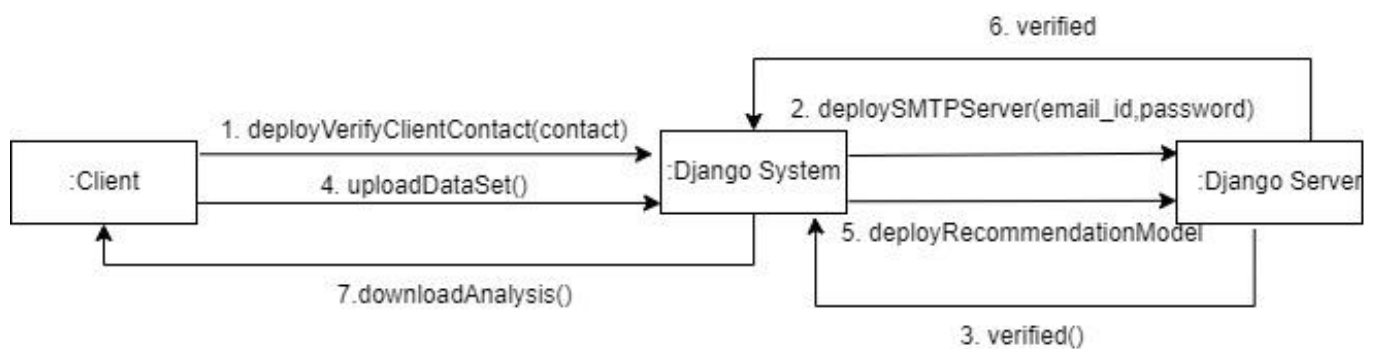 6. verified
2. deploySMTPServer(email_id,password)
1. deployVerifyClientContact(contact)
:Client
:Django System
:Django Server
4. uploadDataSet()
5. deployRecommendationModel
7.downloadAnalysis()
3. verified()